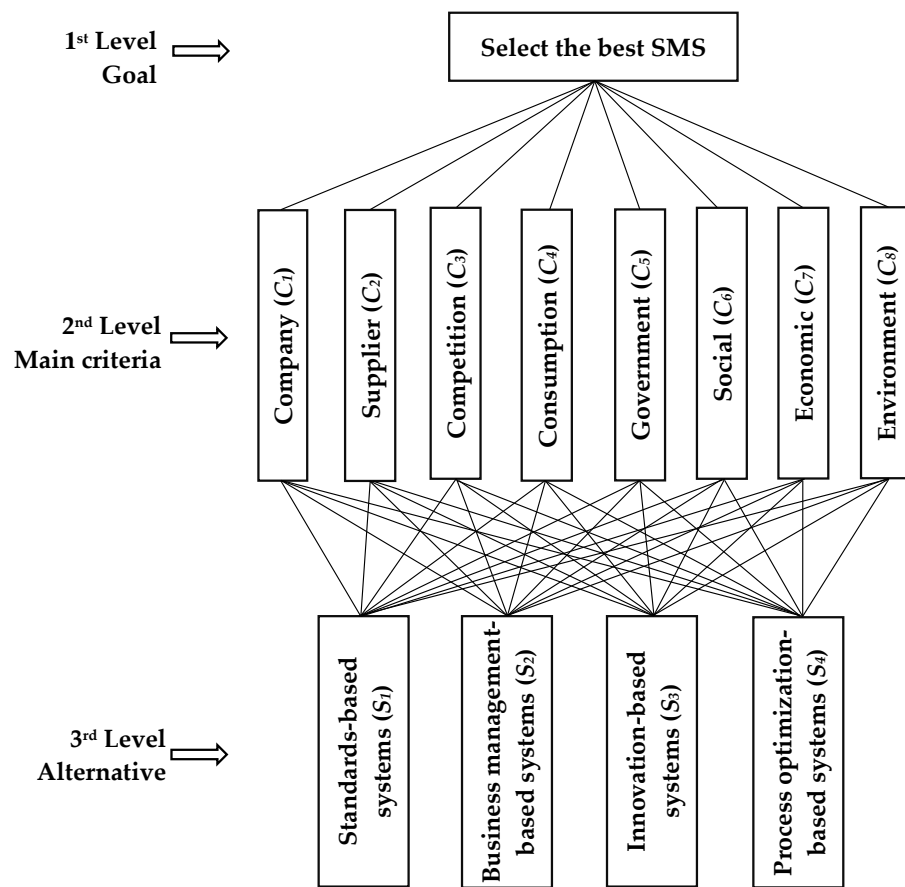 1st Level
Goal
Select the best SMS
2nd Level
Main criteria
Company (C1)
Supplier (C2)
Competition (C3)
Consumption (C4)
Government (C5)
Social (C6)
Economic (C7)
Environment (C8)
3rd Level
Alternative
Standards-based
systems (S1)
Business management-
based systems (S2)
Innovation-based
systems (S3)
Process optimization-
based systems (S4)